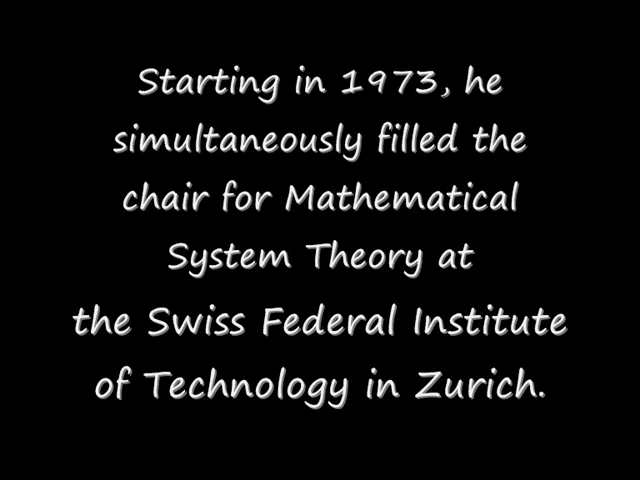 Starting in 1973, he
simultaneously filled the
chair for Mathematical
System Theory at
the Swiss Federal Institute
of Technology in Zurich.